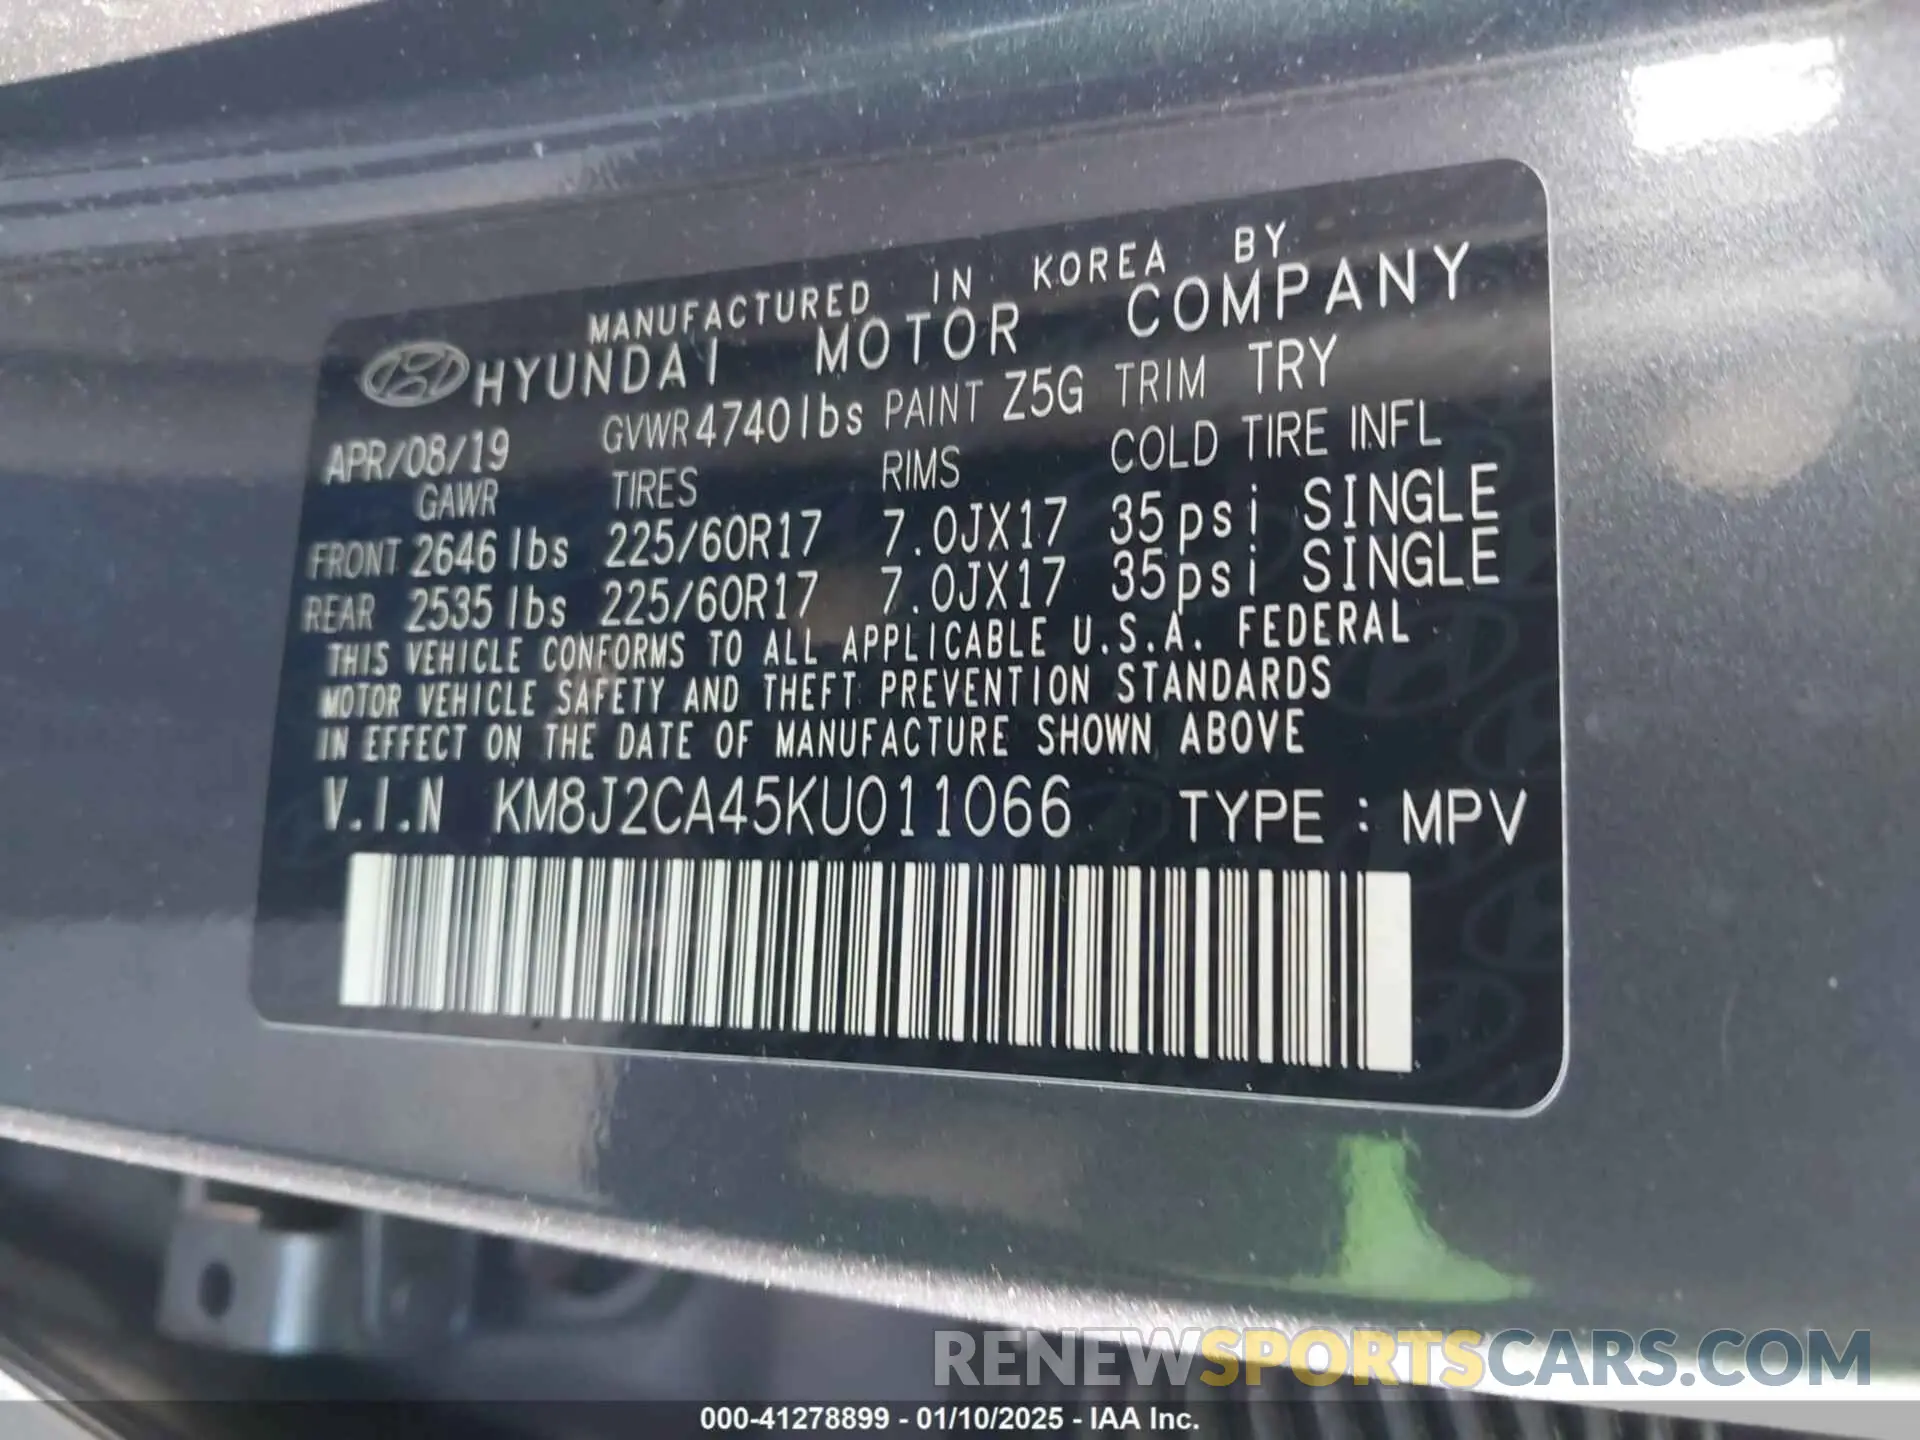 MANUFACTURED IN KOREA BY
HYUNDAI MOTOR COMPANY
APR/08/19 GVWR 4740lbs PAINT Z5G TRIM TRY
GAWR TIRES RIMS COLD TIRE INFL
FRONT 2646 lbs 225/60R17 7.0JX17 35psi SINGLE
REAR 2535 lbs 225/60R17 7.0JX17 35psi SINGLE
THIS VEHICLE CONFORMS TO ALL APPLICABLE U.S.A. FEDERAL
MOTOR VEHICLE SAFETY AND THEFT PREVENTION STANDARDS
IN EFFECT ON THE DATE OF MANUFACTURE SHOWN ABOVE
V.I.N KM8J2CA45KU011066 TYPE : MPV
RENEWSPORTSCARS.COM
000-41278899 - 01/10/2025 - IAA Inc.